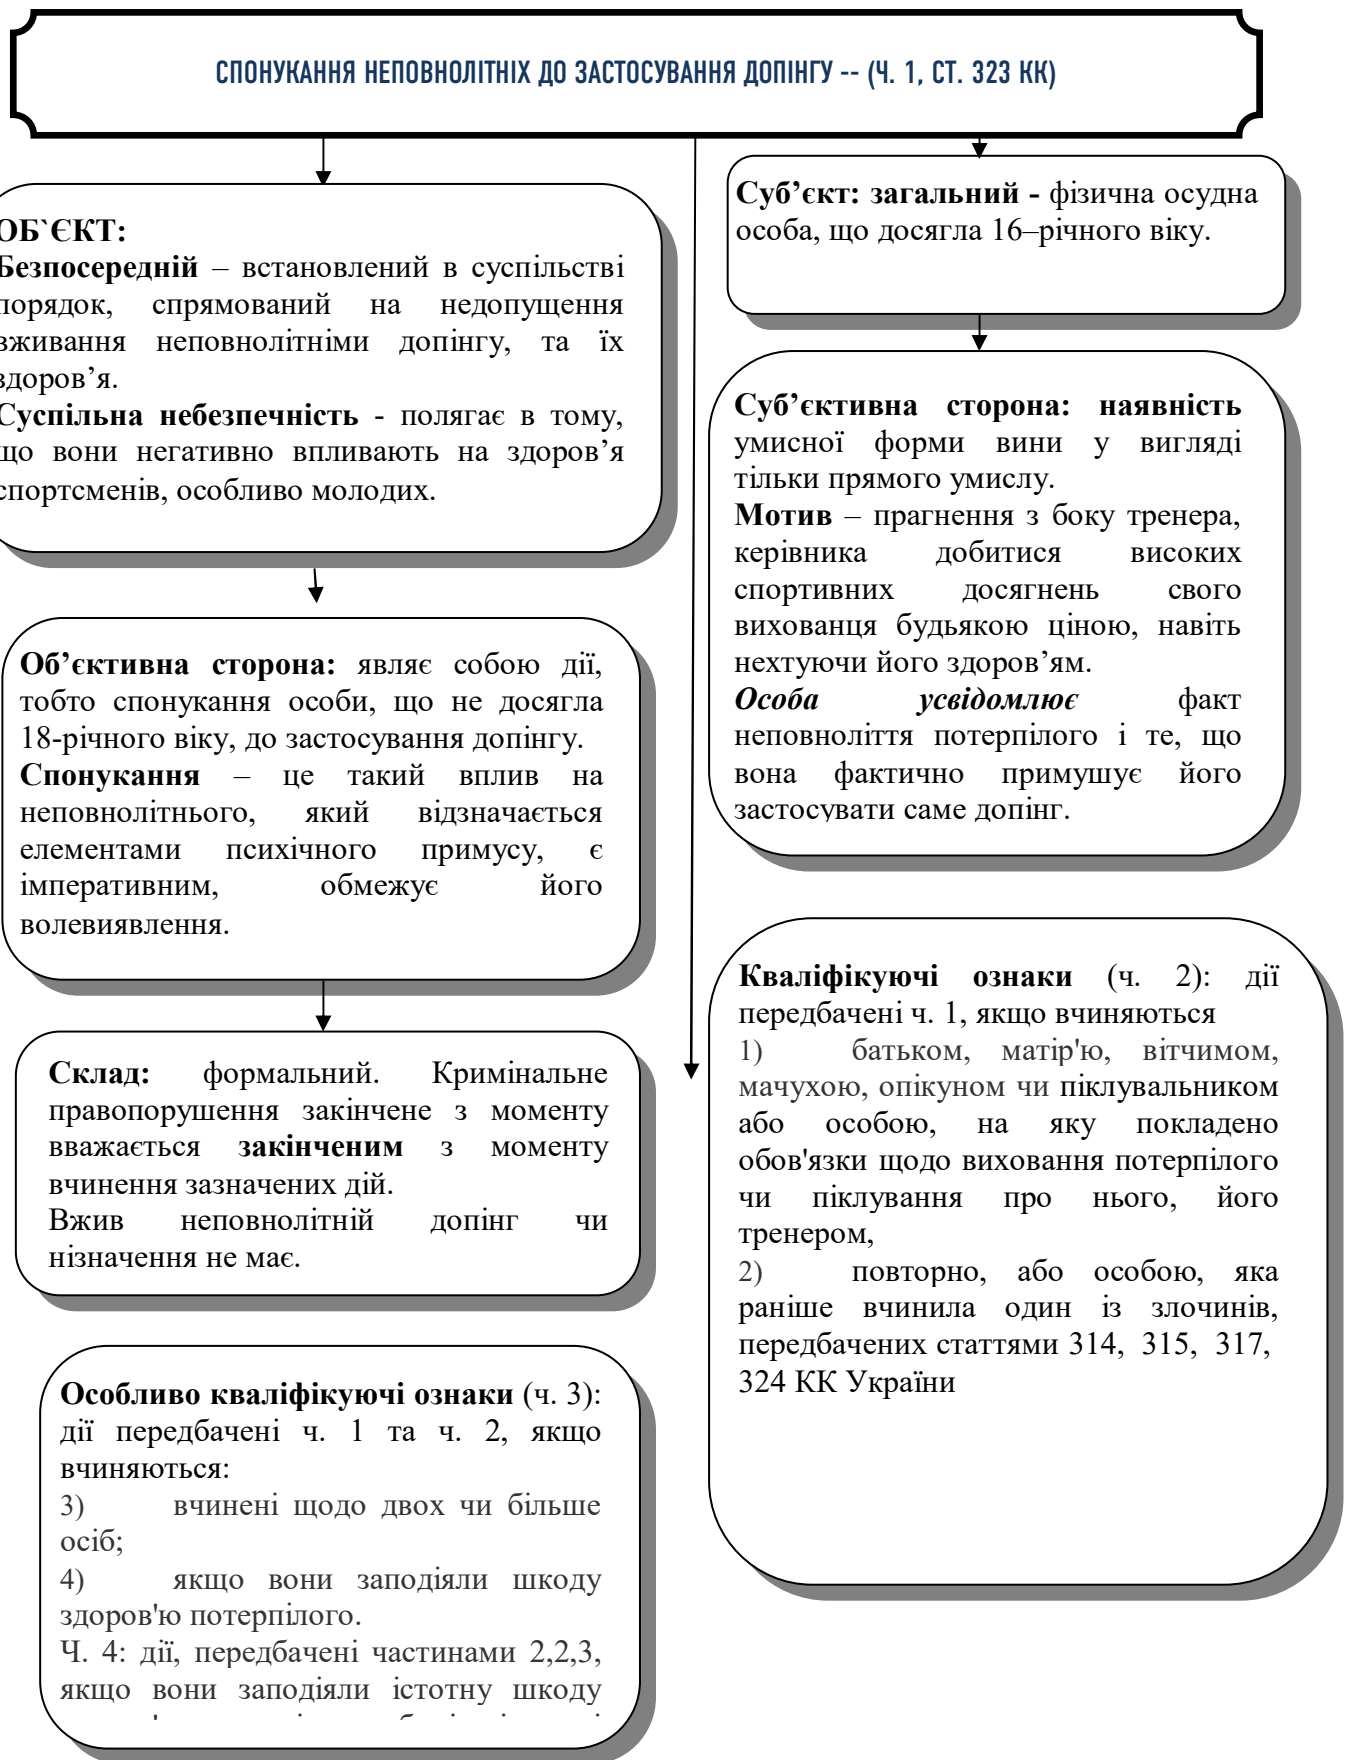 СПОНУКАННЯ НЕПОВНОЛІТНІХ ДО ЗАСТОСУВАННЯ ДОПІНГУ -- (Ч. 1, СТ. 323 КК)
ОБ`ЄКТ:
Безпосередній – встановлений в суспільстві
порядок, спрямований на недопущення
вживання неповнолітніми допінгу, та їх
здоров’я.
Суспільна небезпечність - полягає в тому,
що вони негативно впливають на здоров’я
спортсменів, особливо молодих.
Об’єктивна сторона: являє собою дії,
тобто спонукання особи, що не досягла
18-річного віку, до застосування допінгу.
Спонукання – це такий вплив на
неповнолітнього, який відзначається
елементами психічного примусу, є
імперативним, обмежує його
волевиявлення.
Склад: формальний. Кримінальне
правопорушення закінчене з моменту
вважається закінченим з моменту
вчинення зазначених дій.
Вжив неповнолітній допінг чи
нізначення не має.
Особливо кваліфікуючі ознаки (ч. 3):
дії передбачені ч. 1 та ч. 2, якщо
вчиняються:
3) вчинені щодо двох чи більше
осіб;
4) якщо вони заподіяли шкоду
здоров'ю потерпілого.
Ч. 4: дії, передбачені частинами 2,2,3,
якщо вони заподіяли істотну шкоду
Суб’єкт: загальний - фізична осудна
особа, що досягла 16–річного віку.
Суб’єктивна сторона: наявність
умисної форми вини у вигляді
тільки прямого умислу.
Мотив – прагнення з боку тренера,
керівника добитися високих
спортивних досягнень свого
вихованця будьякою ціною, навіть
нехтуючи його здоров’ям.
Особа усвідомлює факт
неповноліття потерпілого і те, що
вона фактично примушує його
застосувати саме допінг.
Кваліфікуючі ознаки (ч. 2): дії
передбачені ч. 1, якщо вчиняються
1) батьком, матір'ю, вітчимом,
мачухою, опікуном чи піклувальником
або особою, на яку покладено
обов'язки щодо виховання потерпілого
чи піклування про нього, його
тренером,
2) повторно, або особою, яка
раніше вчинила один із злочинів,
передбачених статтями 314, 315, 317,
324 КК України